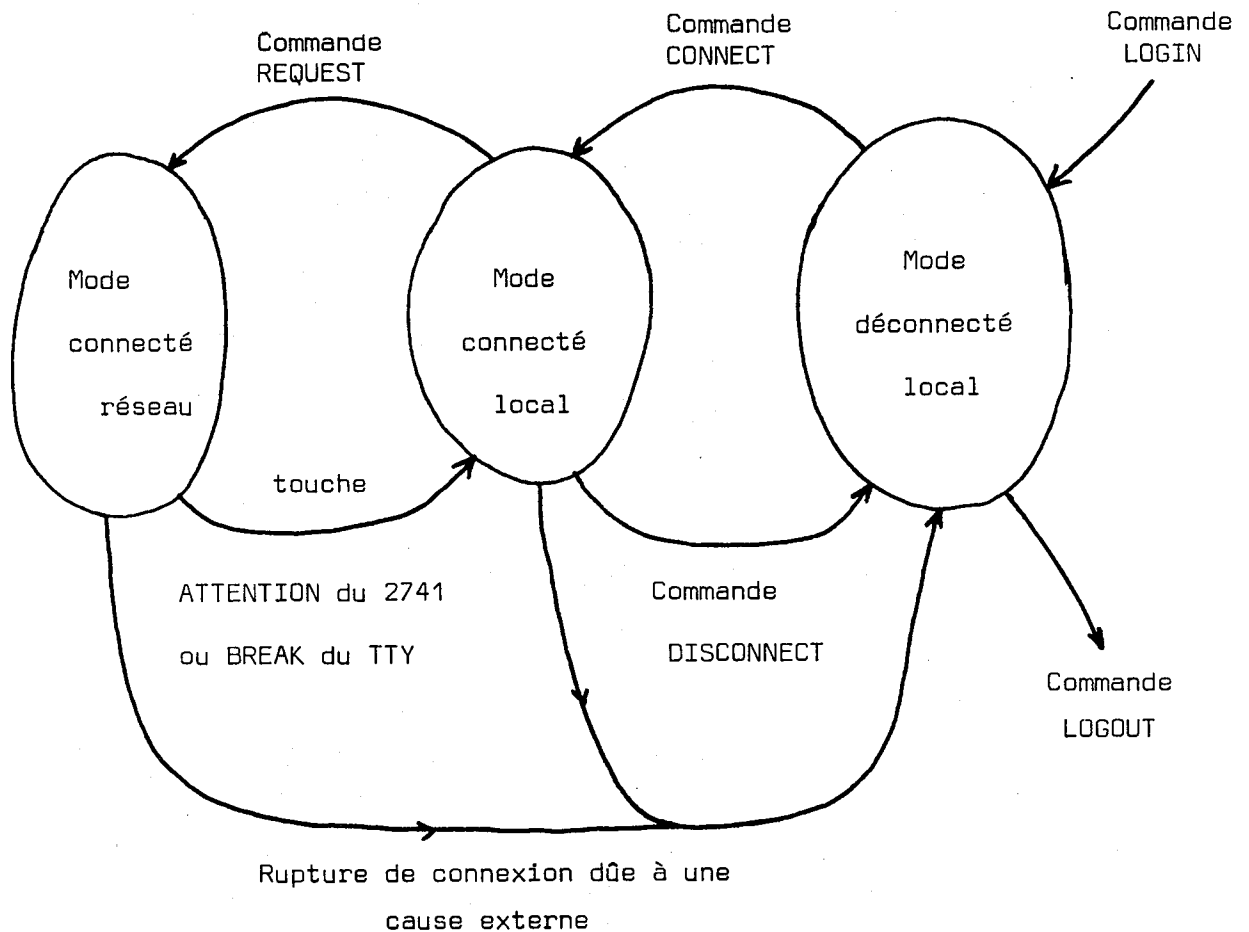 Commande
REQUEST
Commande
CONNECT
Commande
LOGIN
Mode
connecté
réseau
Mode
connecté
local
Mode
déconnecté
local
touche
ATTENTION du 2741
ou BREAK du TTY
Commande
DISCONNECT
Commande
LOGOUT
Rupture de connexion dûe à une
cause externe